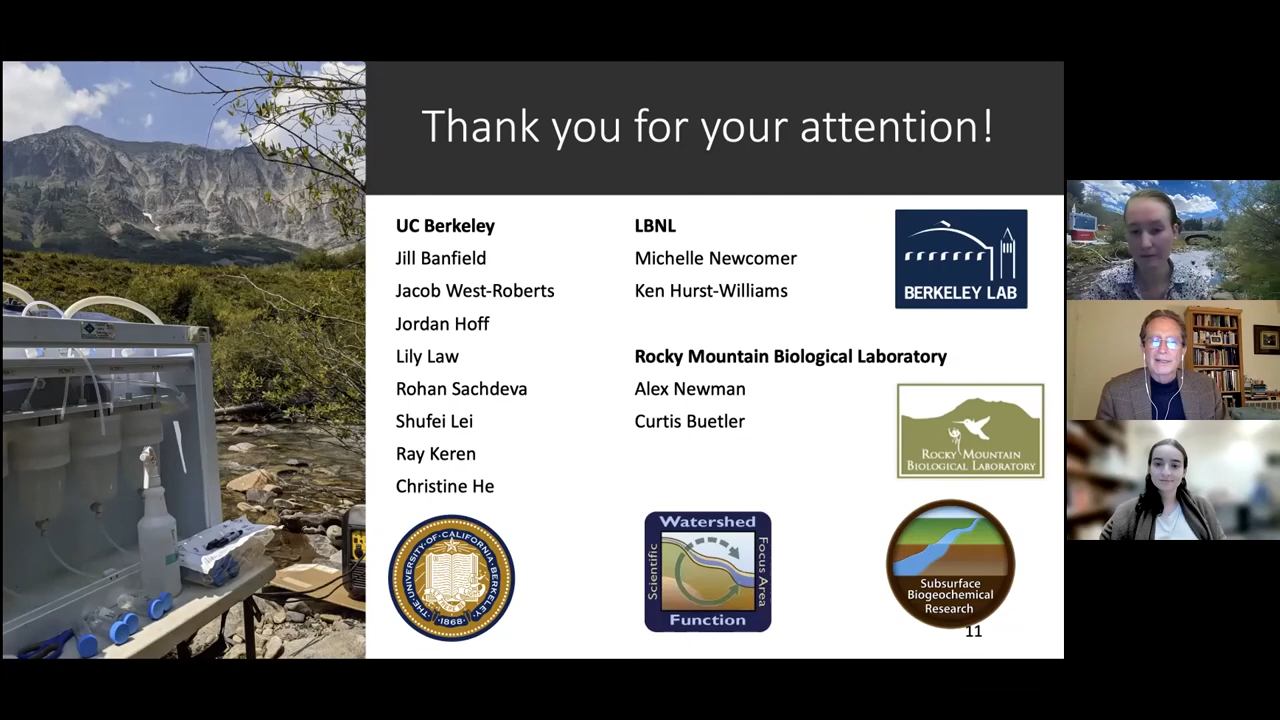 Thank you for your attention!
UC Berkeley
Jill Banfield
Jacob West-Roberts
Jordan Hoff
Lily Law
Rohan Sachdeva
Shufei Lei
Ray Keren
Christine He
LBNL
Michelle Newcomer
Ken Hurst-Williams
Rocky Mountain Biological Laboratory
Alex Newman
Curtis Buetler
BERKELEY LAB
ROCKY MOUNTAIN
BIOLOGICAL LABORATORY
THE UNIVERSITY OF CALIFORNIA BERKELEY
1868
Watershed
Scientific
Focus Area
Function
Subsurface
Biogeochemical
Research
11